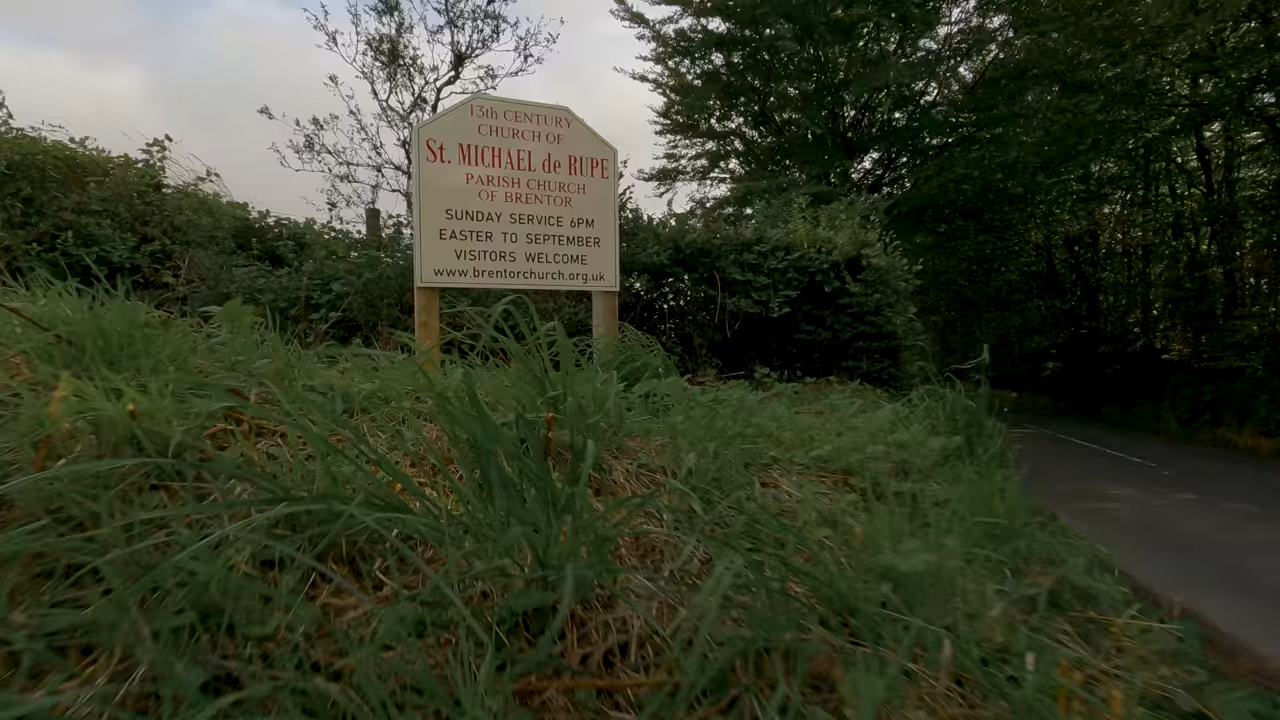 13th CENTURY
CHURCH OF
St. MICHAEL de RUPE
PARISH CHURCH
OF BRENTOR
SUNDAY SERVICE 6PM
EASTER TO SEPTEMBER
VISITORS WELCOME
www.brentorchurch.org.uk